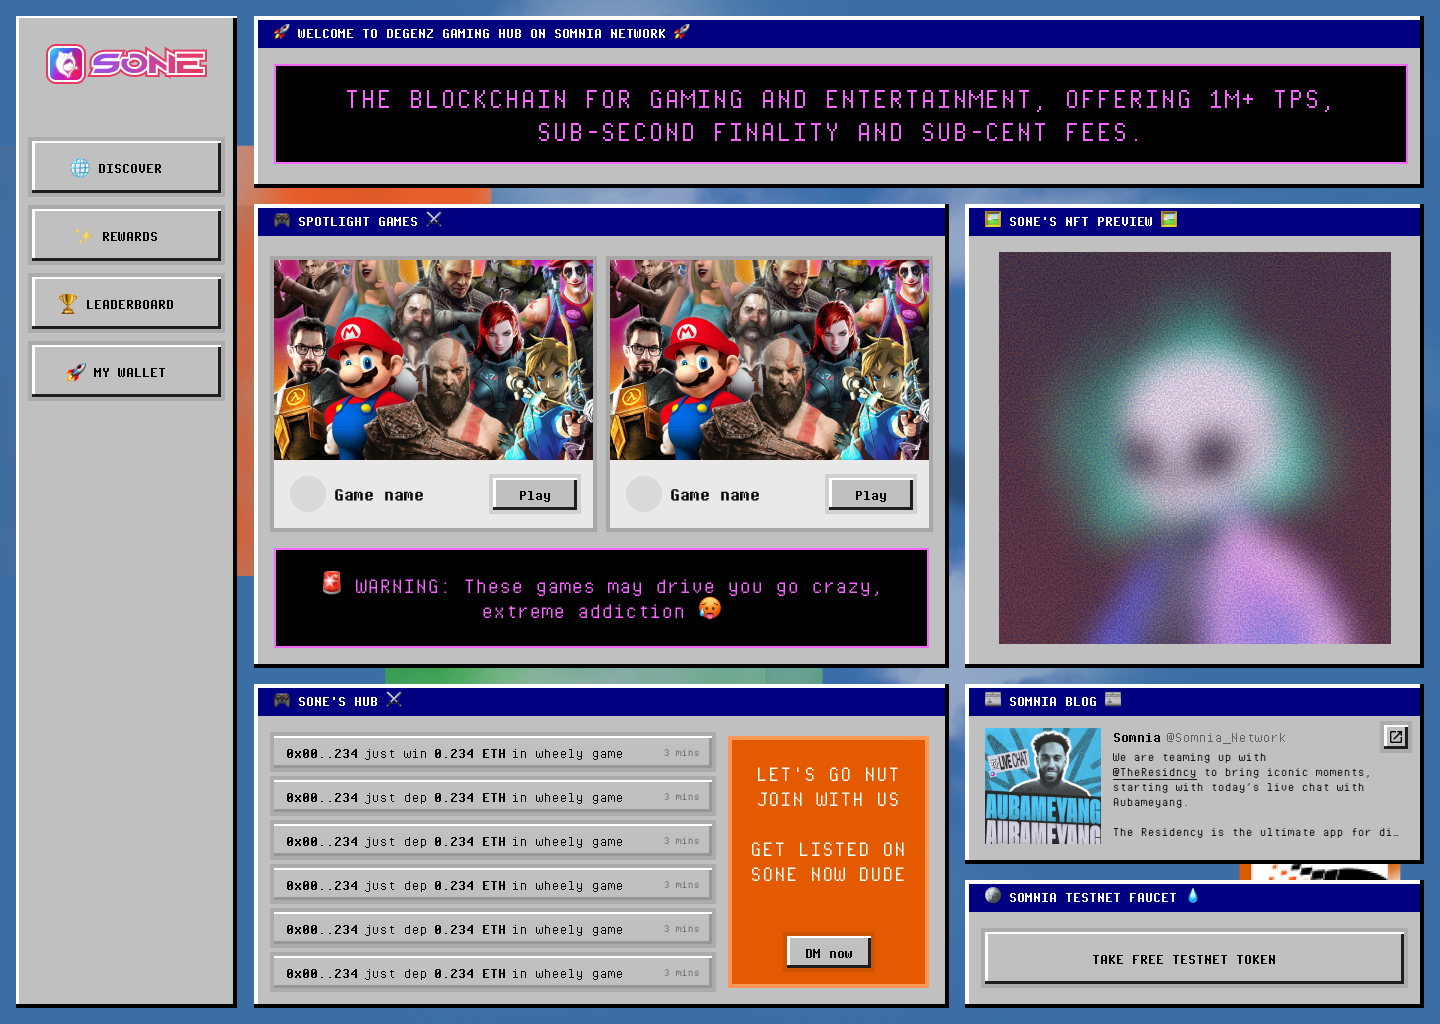 SONE
🌐 DISCOVER
✨ REWARDS
🏆 LEADERBOARD
🚀 MY WALLET
🚀 WELCOME TO DEGENZ GAMING HUB ON SOMNIA NETWORK 🚀
THE BLOCKCHAIN FOR GAMING AND ENTERTAINMENT, OFFERING 1M+ TPS,
SUB-SECOND FINALITY AND SUB-CENT FEES.
🎮 SPOTLIGHT GAMES ⚔️
Game name
Play
Game name
Play
🚨 WARNING: These games may drive you go crazy,
extreme addiction 🥵
🖼️ SONE'S NFT PREVIEW 🖼️
🎮 SONE'S HUB ⚔️
0x00..234 just win 0.234 ETH in wheely game 3 mins
0x00..234 just dep 0.234 ETH in wheely game 3 mins
0x00..234 just dep 0.234 ETH in wheely game 3 mins
0x00..234 just dep 0.234 ETH in wheely game 3 mins
0x00..234 just dep 0.234 ETH in wheely game 3 mins
0x00..234 just dep 0.234 ETH in wheely game 3 mins
LET'S GO NUT
JOIN WITH US
GET LISTED ON
SONE NOW DUDE
DM now
📰 SOMNIA BLOG 📰
LIVE CHAT
AUBAMEYANG
AUBAMEYANG
Somnia @Somnia_Network
We are teaming up with
@TheResidncy to bring iconic moments,
starting with today's live chat with
Aubameyang.
The Residency is the ultimate app for di…
🌑 SOMNIA TESTNET FAUCET 💧
TAKE FREE TESTNET TOKEN